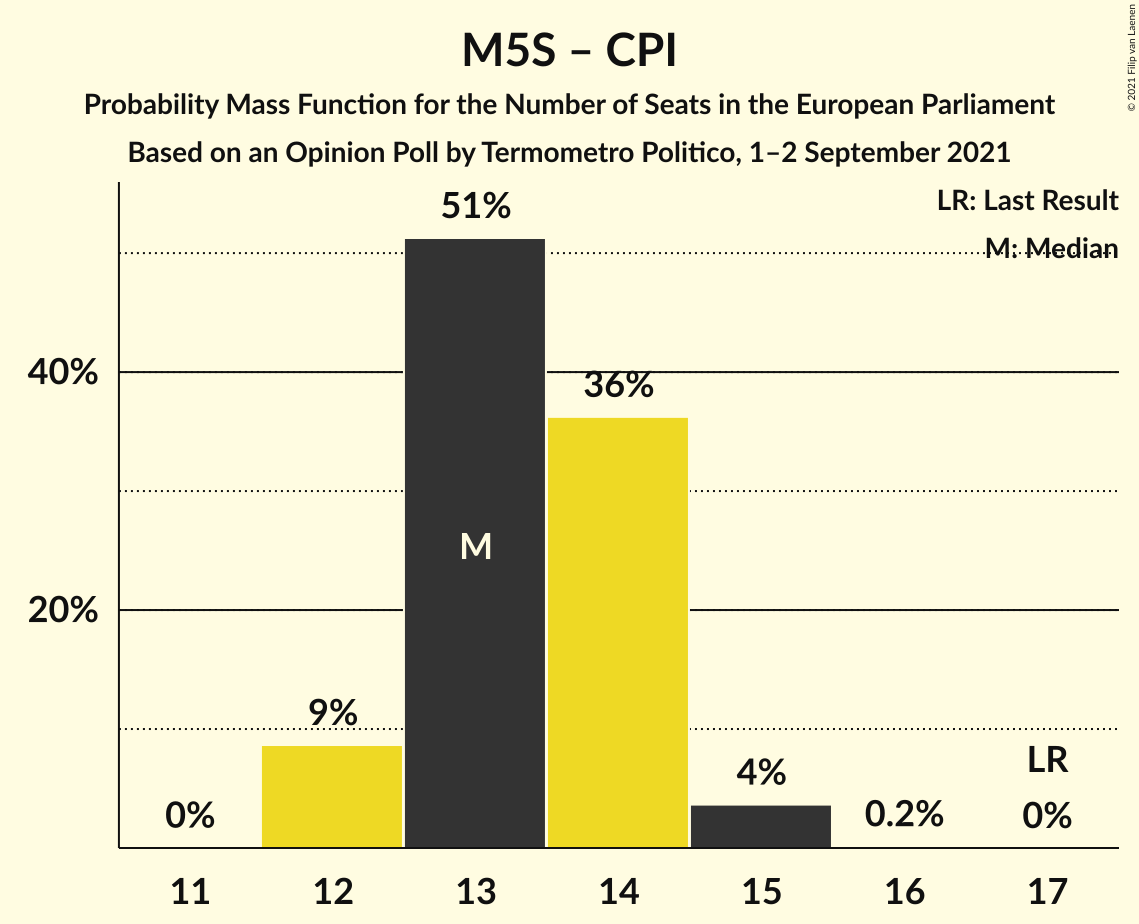 M5S – CPI
Probability Mass Function for the Number of Seats in the European Parliament
Based on an Opinion Poll by Termometro Politico, 1–2 September 2021
© 2021 Filip van Laenen
LR: Last Result
M: Median
40%
20%
0%
9%
51%
M
36%
4%
0.2%
LR
0%
11
12
13
14
15
16
17